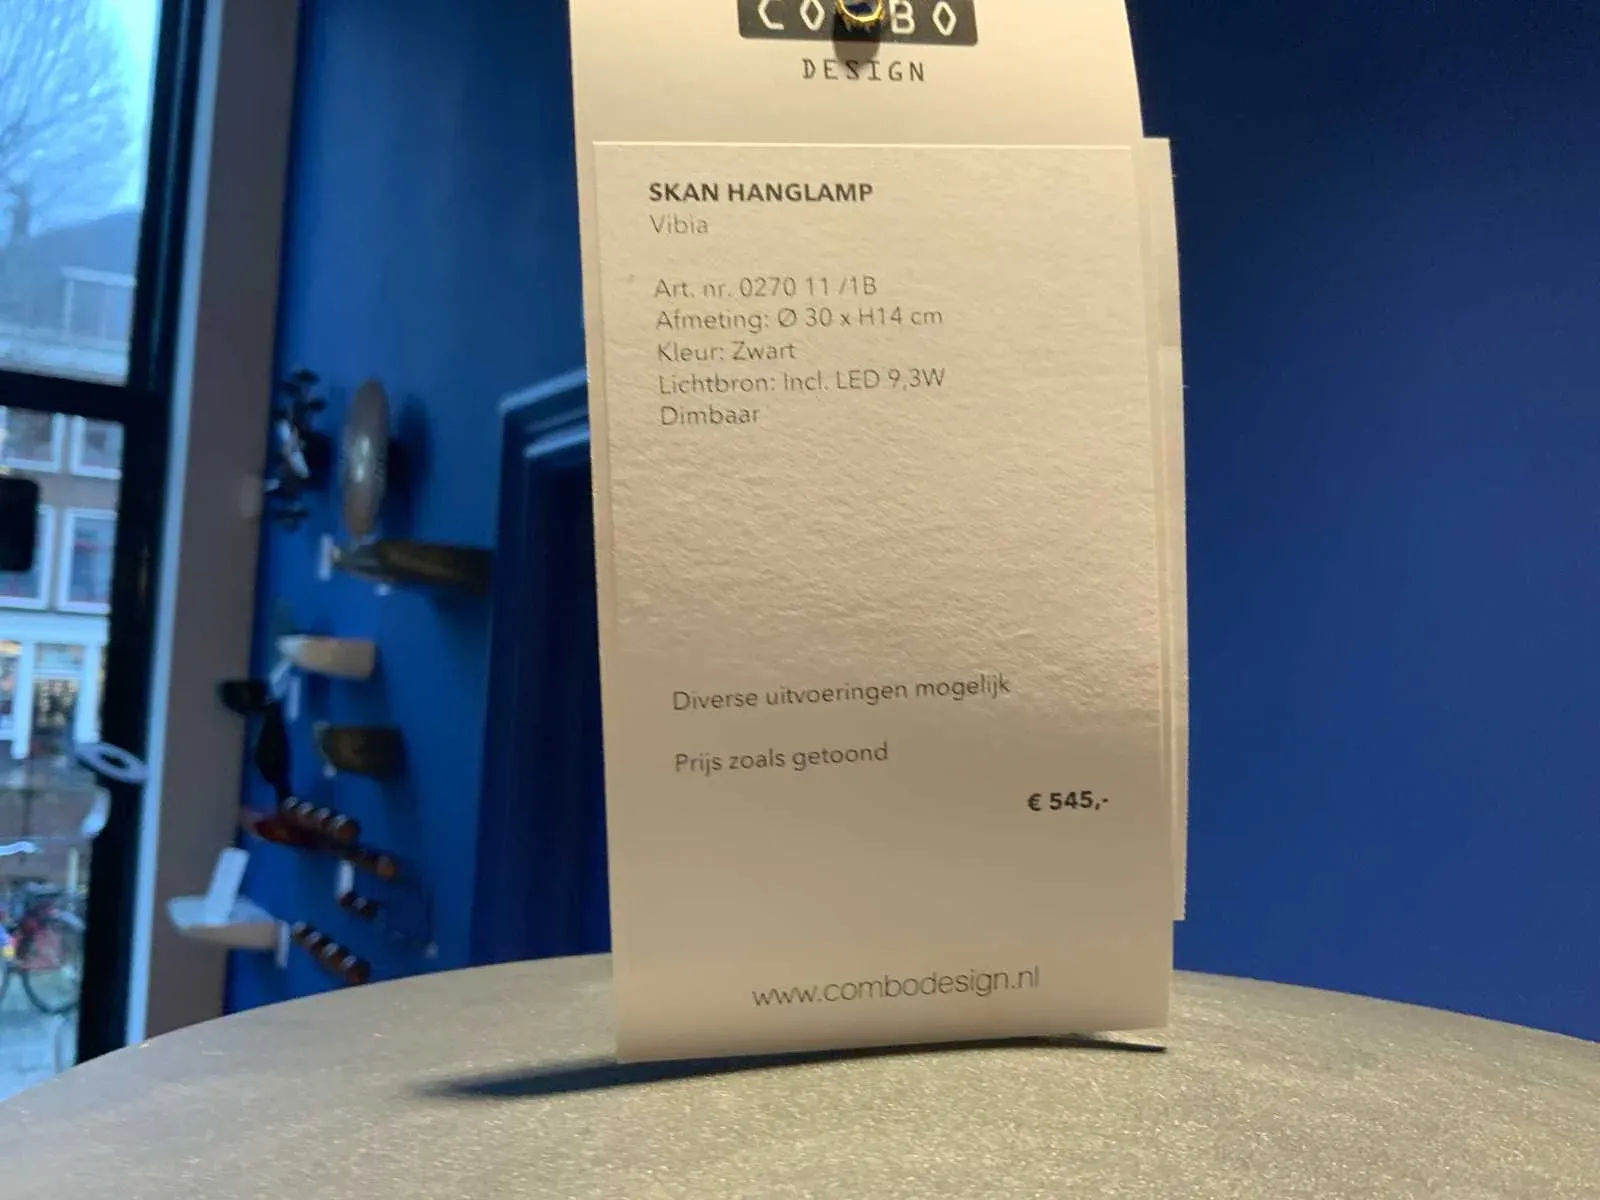 COMBO
DESIGN
SKAN HANGLAMP
Vibia
Art. nr. 0270 11 /1B
Afmeting: Ø 30 x H14 cm
Kleur: Zwart
Lichtbron: Incl. LED 9,3W
Dimbaar
Diverse uitvoeringen mogelijk
Prijs zoals getoond
€ 545,-
www.combodesign.nl